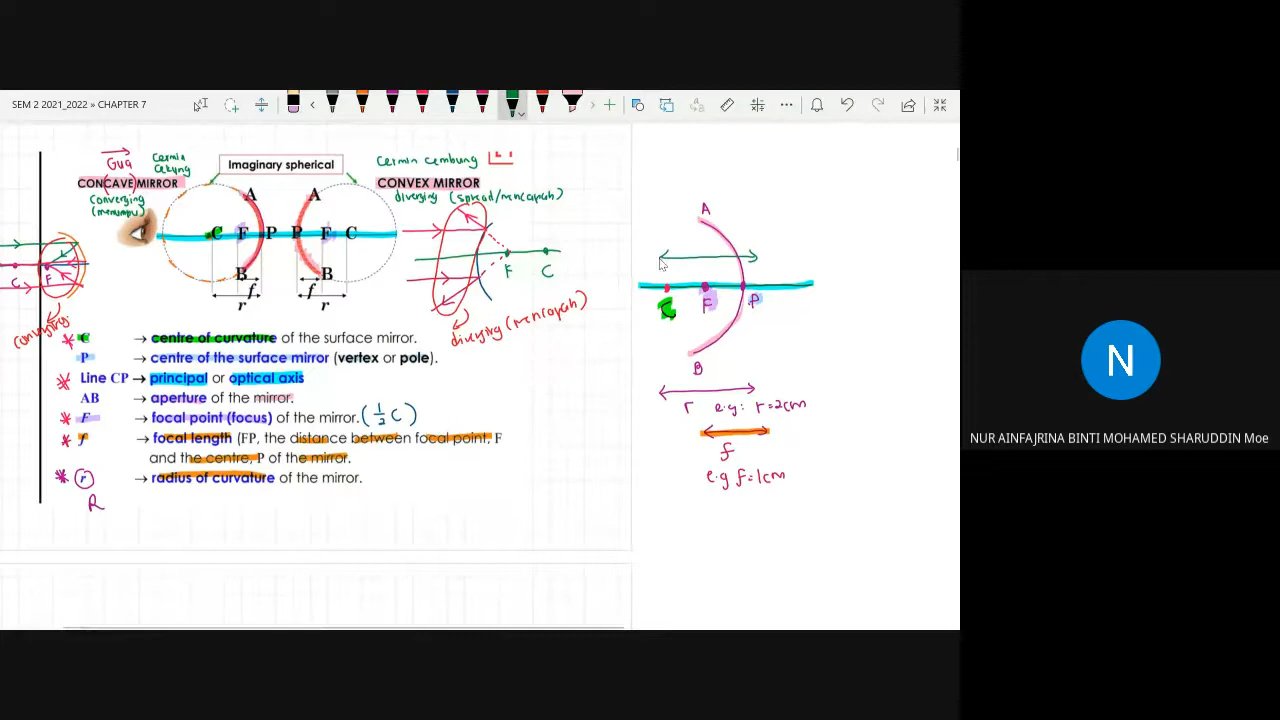 SEM 2 2021_2022 » CHAPTER 7
Gua
Cermin
cekung
Imaginary spherical
Cermin cembung
CONCAVE MIRROR
CONVEX MIRROR
converging
(menumpu)
diverging (spread/mencapah)
A
A
C F P P F C
B
B
f
f
r
r
C F
converging
F C
diverging (mencapah)
* C → centre of curvature of the surface mirror.
P → centre of the surface mirror (vertex or pole).
* Line CP → principal or optical axis
AB → aperture of the mirror.
* F → focal point (focus) of the mirror. (½ C)
* f → focal length (FP, the distance between focal point, F
and the centre, P of the mirror.
* r → radius of curvature of the mirror.
R
A
C F P
B
r e.g: r=2cm
f
e.g f=1cm
N
NUR AINFAJRINA BINTI MOHAMED SHARUDDIN Moe